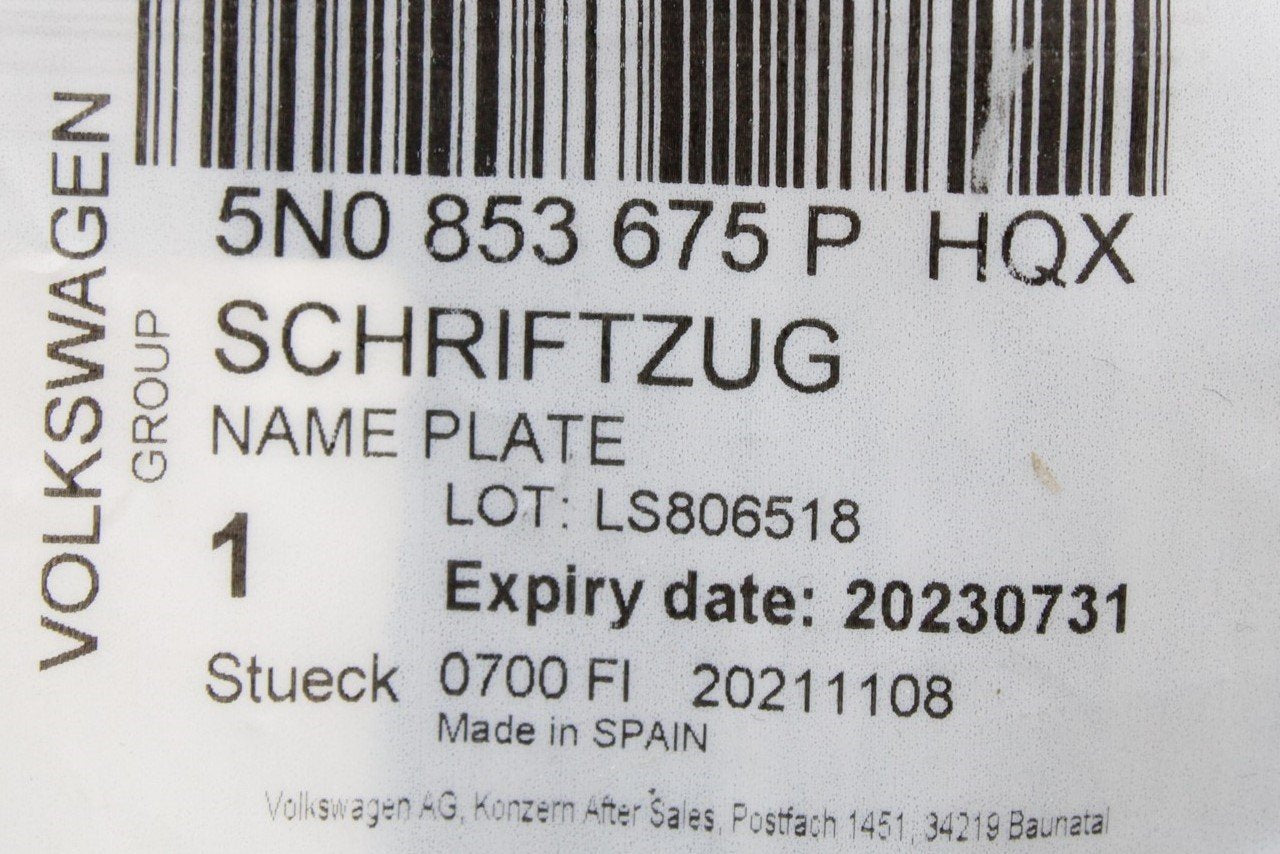 VOLKSWAGEN
GROUP
5N0 853 675 P HQX
SCHRIFTZUG
NAME PLATE
LOT: LS806518
1
Expiry date: 20230731
Stueck 0700 FI 20211108
Made in SPAIN
Volkswagen AG, Konzern After Sales, Postfach 1451, 34219 Baunatal